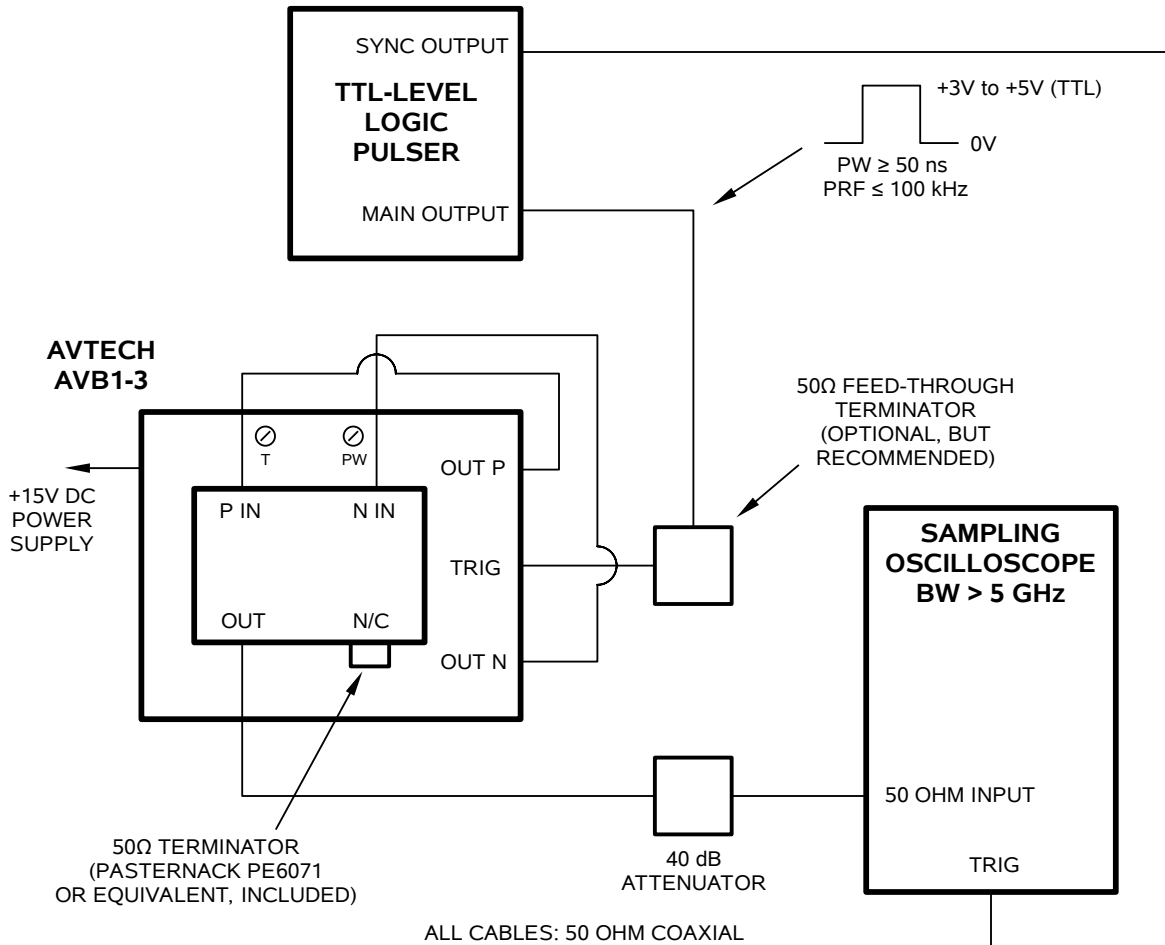 SYNC OUTPUT
TTL-LEVEL
LOGIC
PULSER
MAIN OUTPUT
+3V to +5V (TTL)
0V
PW ≥ 50 ns
PRF ≤ 100 kHz
AVTECH
AVB1-3
T
PW
OUT P
+15V DC
POWER
SUPPLY
P IN
N IN
TRIG
OUT
N/C
OUT N
50Ω FEED-THROUGH
TERMINATOR
(OPTIONAL, BUT
RECOMMENDED)
SAMPLING
OSCILLOSCOPE
BW > 5 GHz
50 OHM INPUT
TRIG
50Ω TERMINATOR
(PASTERNACK PE6071
OR EQUIVALENT, INCLUDED)
40 dB
ATTENUATOR
ALL CABLES: 50 OHM COAXIAL